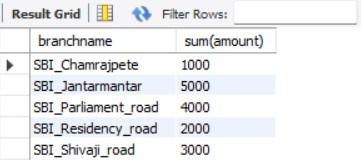 Result Grid Filter Rows:
branchname sum(amount)
SBI_Chamrajpete 1000
SBI_Jantarmantar 5000
SBI_Parliament_road 4000
SBI_Residency_road 2000
SBI_Shivaji_road 3000